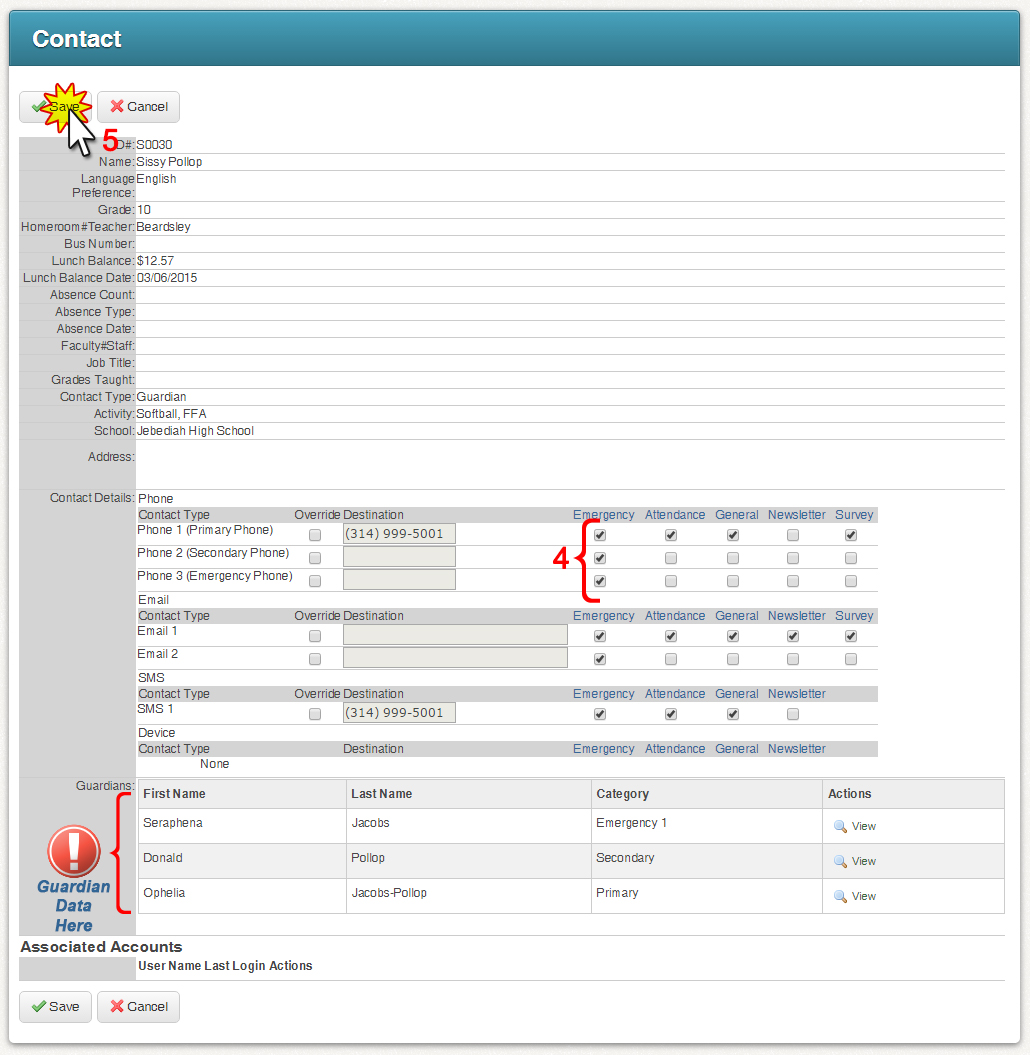 Contact
Save Cancel
5
D#: S0030
Name: Sissy Pollop
Language Preference: English
Grade: 10
Homeroom#Teacher: Beardsley
Bus Number:
Lunch Balance: $12.57
Lunch Balance Date: 03/06/2015
Absence Count:
Absence Type:
Absence Date:
Faculty#Staff:
Job Title:
Grades Taught:
Contact Type: Guardian
Activity: Softball, FFA
School: Jebediah High School
Address:
Contact Details: Phone
Contact Type Override Destination Emergency Attendance General Newsletter Survey
Phone 1 (Primary Phone) (314) 999-5001
Phone 2 (Secondary Phone)
4
Phone 3 (Emergency Phone)
Email
Contact Type Override Destination Emergency Attendance General Newsletter Survey
Email 1
Email 2
SMS
Contact Type Override Destination Emergency Attendance General Newsletter
SMS 1 (314) 999-5001
Device
Contact Type Destination Emergency Attendance General Newsletter
None
Guardians:
First Name Last Name Category Actions
Seraphena Jacobs Emergency 1 View
Donald Pollop Secondary View
Ophelia Jacobs-Pollop Primary View
!
Guardian
Data
Here
Associated Accounts
User Name Last Login Actions
Save Cancel